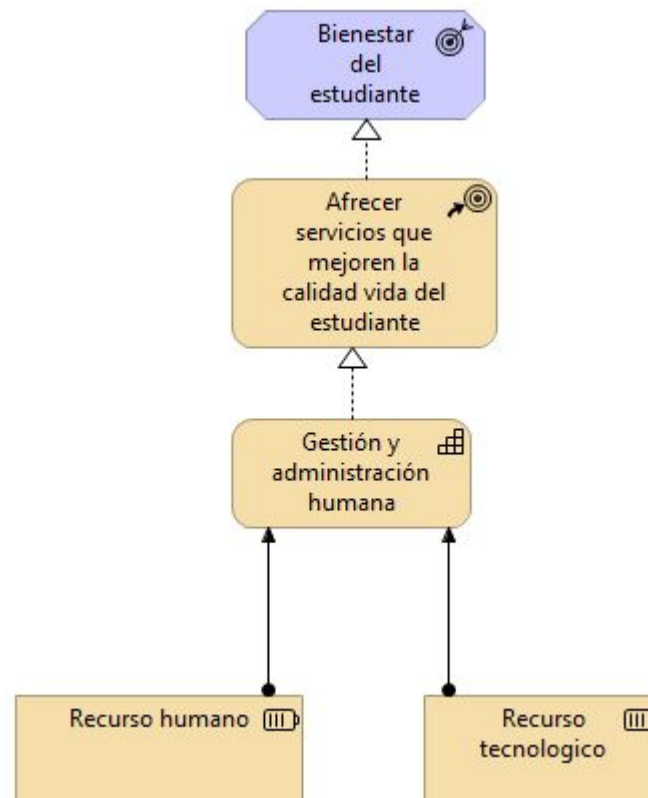 Bienestar
del
estudiante
Afrecer
servicios que
mejoren la
calidad vida del
estudiante
Gestión y
administración
humana
Recurso humano
Recurso
tecnologico